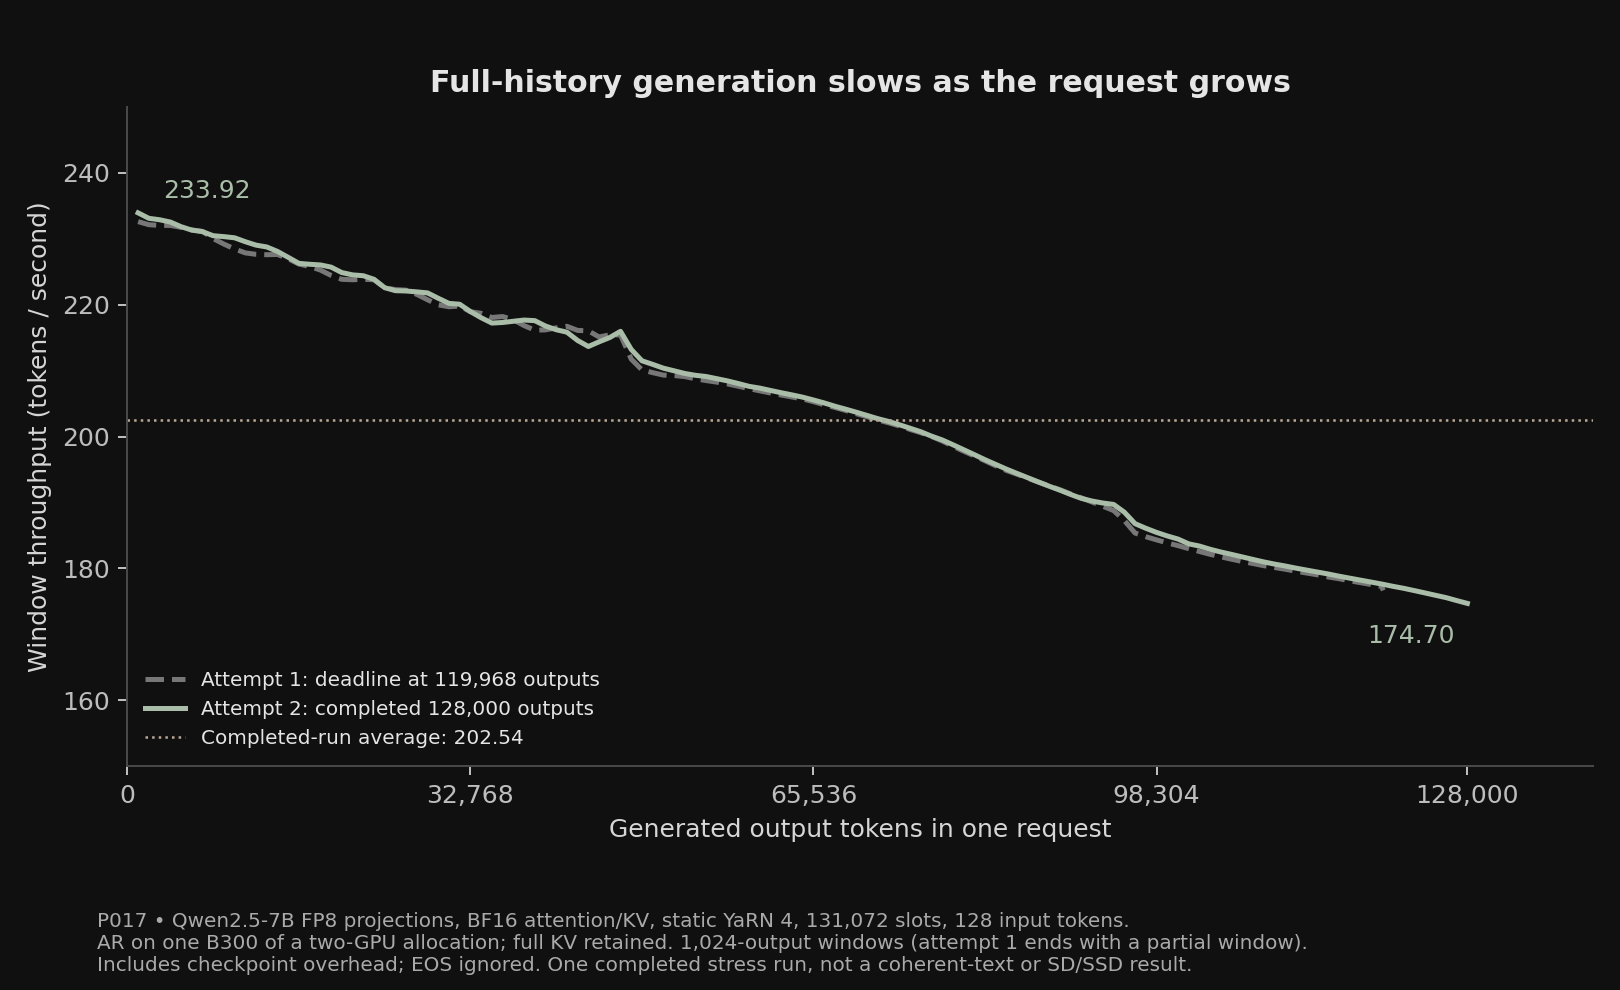 Full-history generation slows as the request grows
Window throughput (tokens / second)
240
220
200
180
160
233.92
174.70
Attempt 1: deadline at 119,968 outputs
Attempt 2: completed 128,000 outputs
Completed-run average: 202.54
0
32,768
65,536
98,304
128,000
Generated output tokens in one request
P017 • Qwen2.5-7B FP8 projections, BF16 attention/KV, static YaRN 4, 131,072 slots, 128 input tokens.
AR on one B300 of a two-GPU allocation; full KV retained. 1,024-output windows (attempt 1 ends with a partial window).
Includes checkpoint overhead; EOS ignored. One completed stress run, not a coherent-text or SD/SSD result.